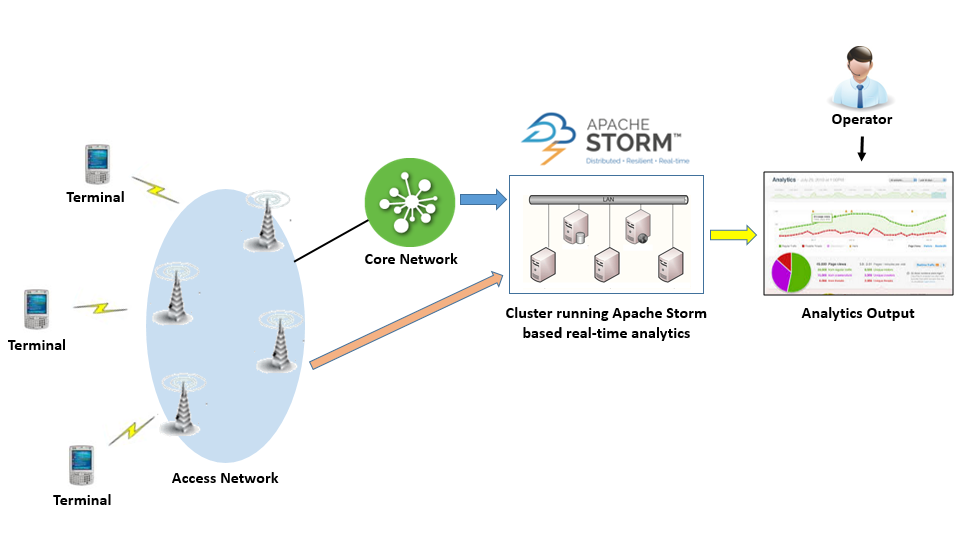 Operator
APACHE
STORM™
Distributed • Resilient • Real-time
Terminal
LAN
Analytics
Core Network
Cluster running Apache Storm
based real-time analytics
Analytics Output
Terminal
Access Network
Terminal